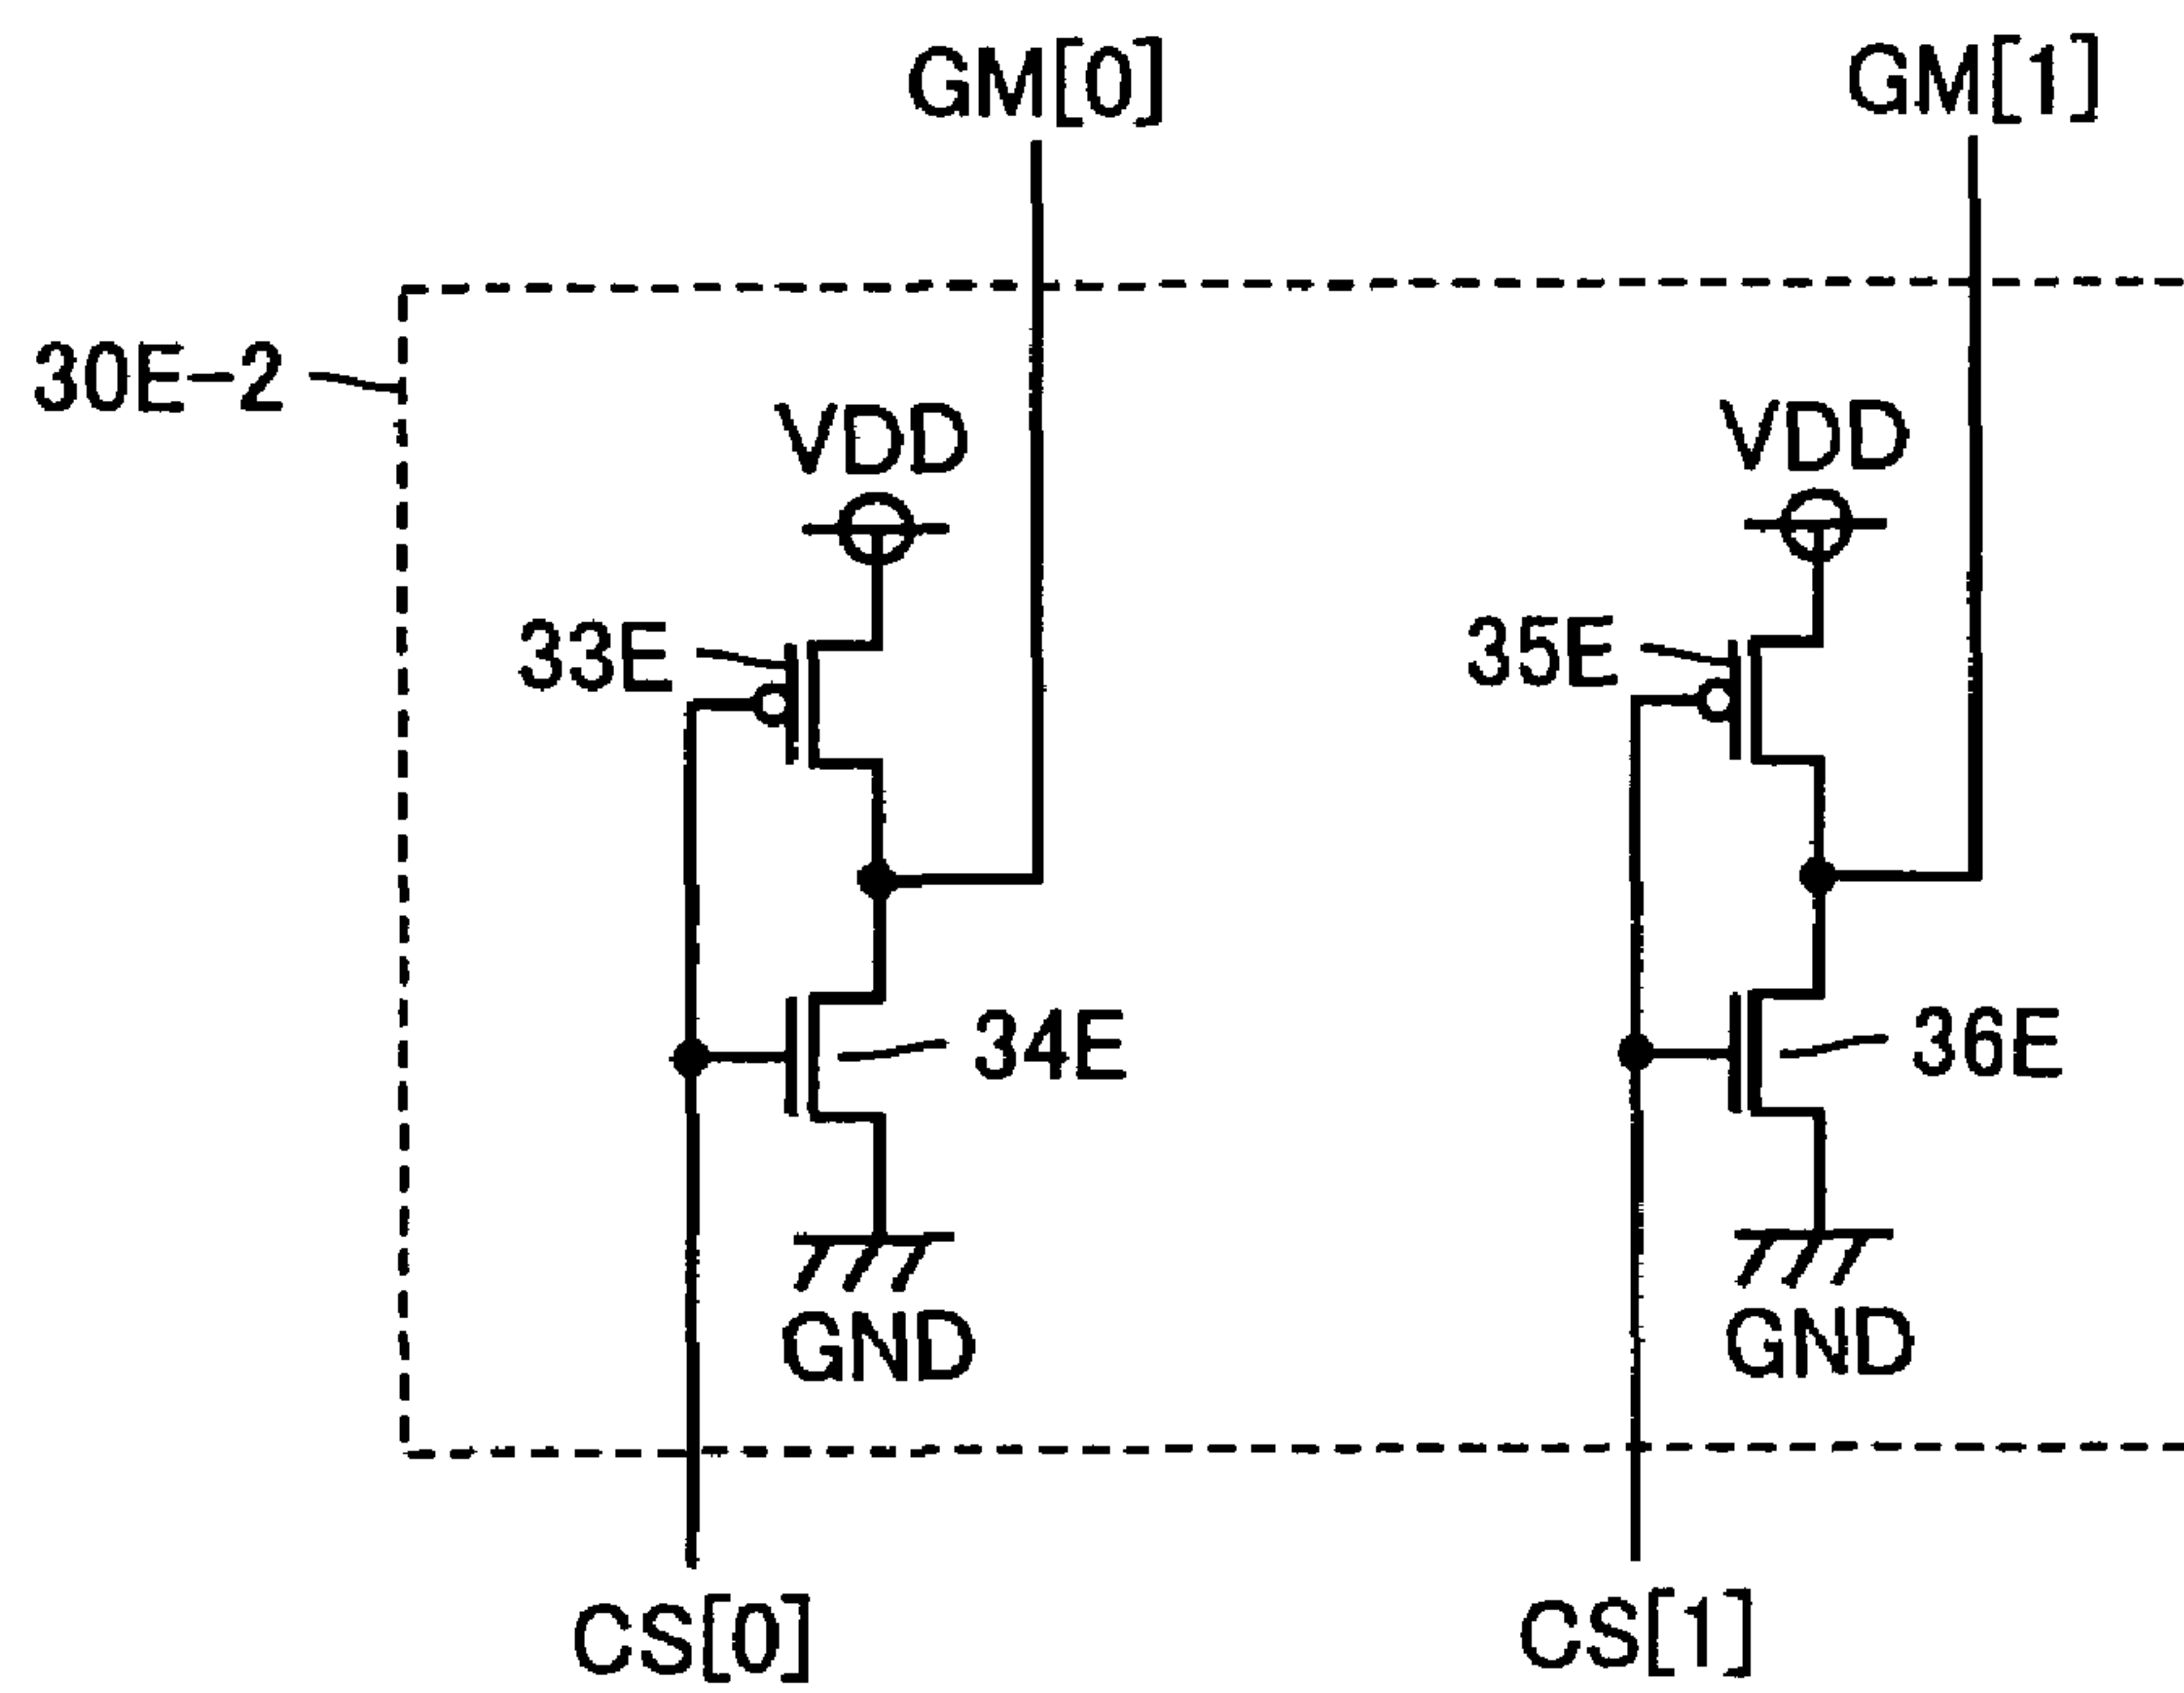 GM[0] GM[1]
30E-2
VDD VDD
33E 35E
34E 36E
GND GND
CS[0] CS[1]